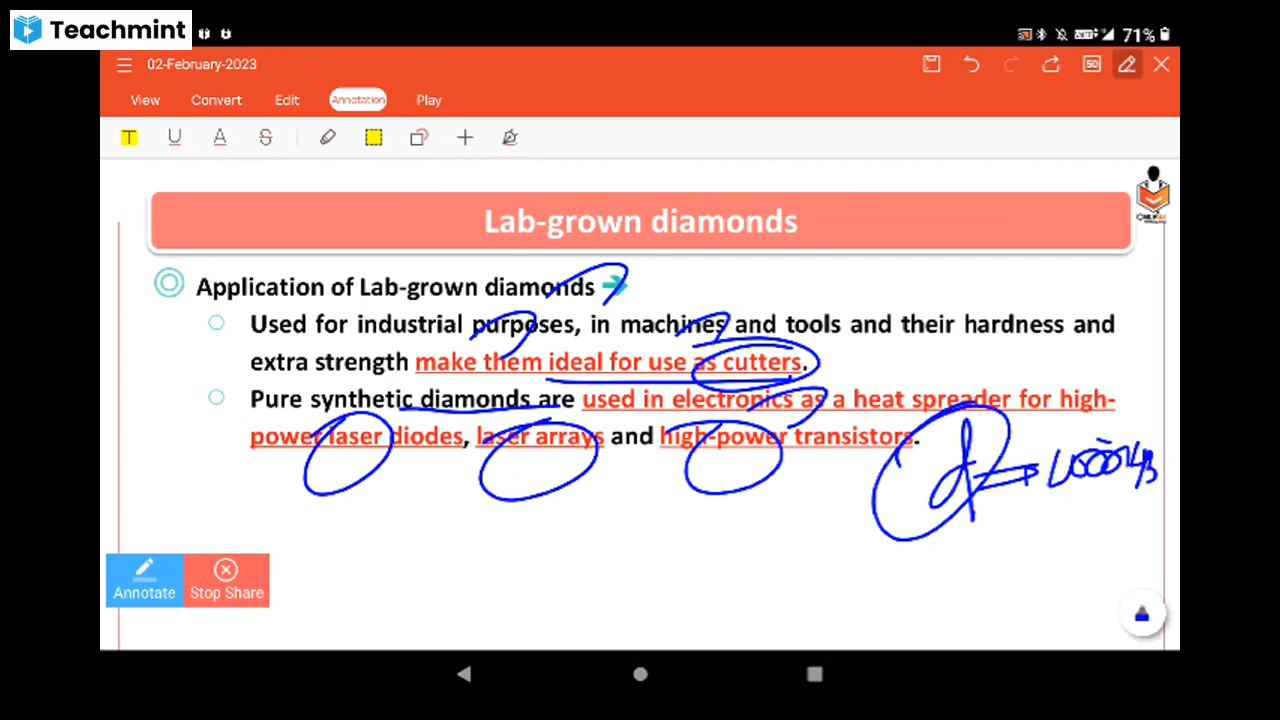 Teachmint
71%
02-February-2023
50
View Convert Edit Annotation Play
T U A S
Lab-grown diamonds
Application of Lab-grown diamonds
Used for industrial purposes, in machines and tools and their hardness and
extra strength make them ideal for use as cutters.
Pure synthetic diamonds are used in electronics as a heat spreader for high-
power laser diodes, laser arrays and high-power transistors.
Annotate Stop Share